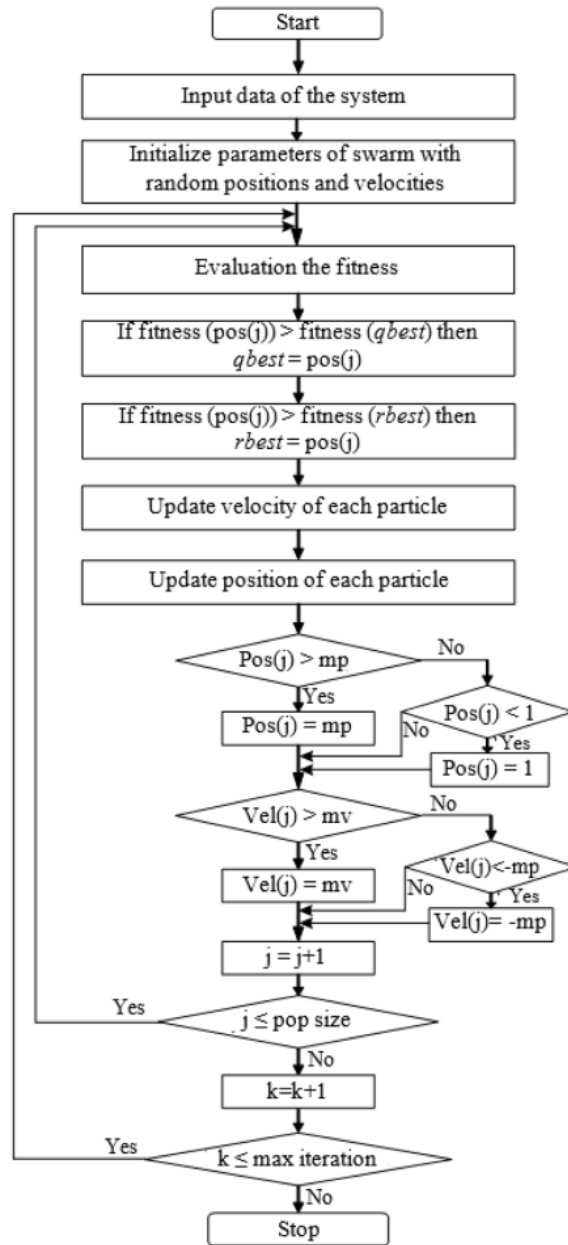 Start
Input data of the system
Initialize parameters of swarm with
random positions and velocities
Evaluation the fitness
If fitness (pos(j)) > fitness (qbest) then
qbest = pos(j)
If fitness (pos(j)) > fitness (rbest) then
rbest = pos(j)
Update velocity of each particle
Update position of each particle
Pos(j) > mp
No
Yes
Pos(j) < 1
No
Yes
Pos(j) = mp
Pos(j) = 1
Vel(j) > mv
No
Yes
Vel(j)<-mp
No
Yes
Vel(j) = mv
Vel(j)= -mp
j = j+1
Yes
j ≤ pop size
No
k=k+1
Yes
k ≤ max iteration
No
Stop